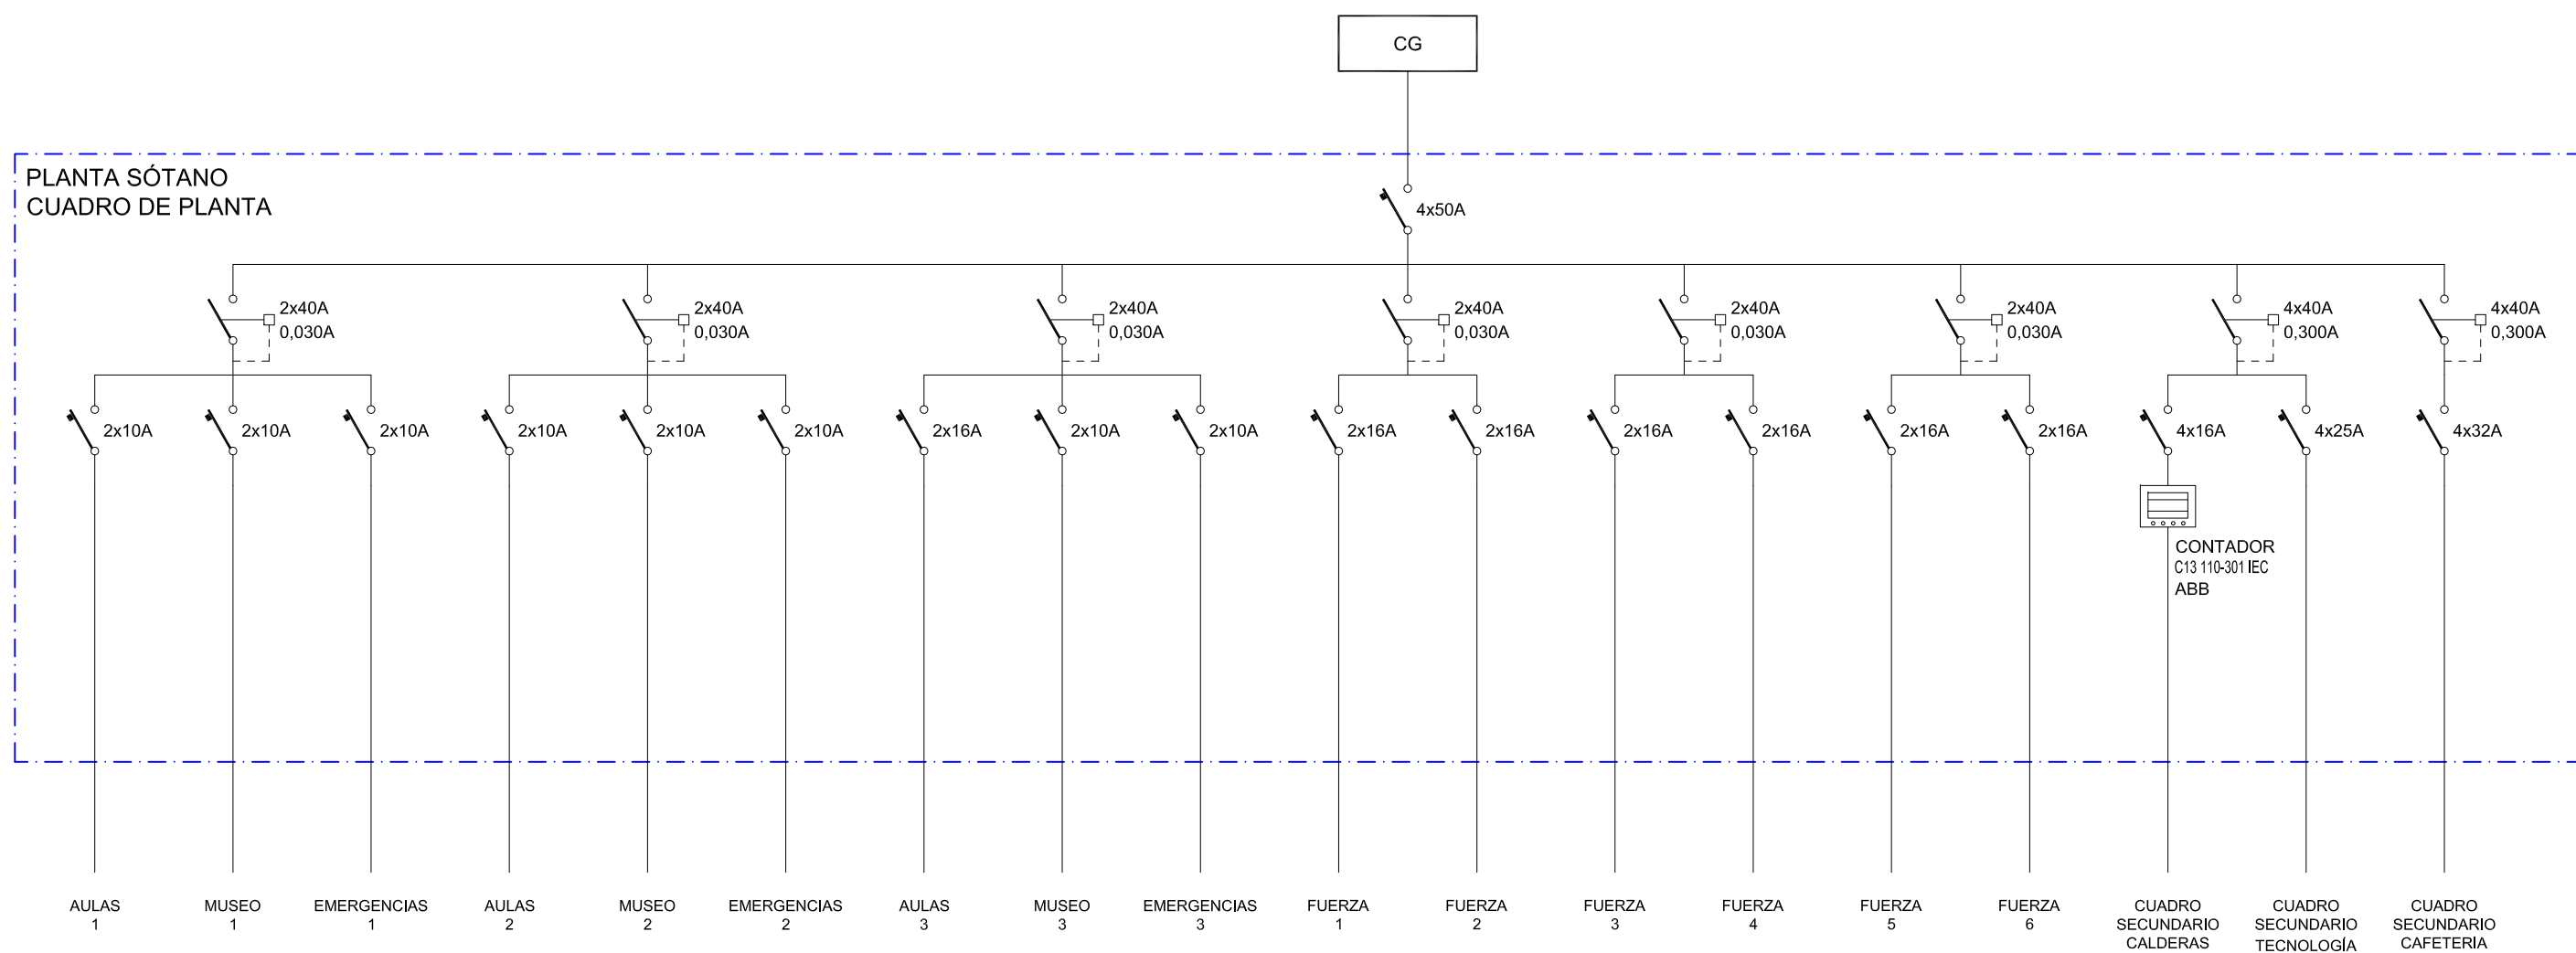 CG
PLANTA SÓTANO
CUADRO DE PLANTA
4x50A
2x40A
0,030A
2x40A
0,030A
2x40A
0,030A
2x40A
0,030A
2x40A
0,030A
2x40A
0,030A
4x40A
0,300A
4x40A
0,300A
2x10A
2x10A
2x10A
2x10A
2x10A
2x10A
2x16A
2x10A
2x10A
2x16A
2x16A
2x16A
2x16A
2x16A
2x16A
4x16A
4x25A
4x32A
CONTADOR
C13 110-301 IEC
ABB
AULAS
1
MUSEO
1
EMERGENCIAS
1
AULAS
2
MUSEO
2
EMERGENCIAS
2
AULAS
3
MUSEO
3
EMERGENCIAS
3
FUERZA
1
FUERZA
2
FUERZA
3
FUERZA
4
FUERZA
5
FUERZA
6
CUADRO
SECUNDARIO
CALDERAS
CUADRO
SECUNDARIO
TECNOLOGÍA
CUADRO
SECUNDARIO
CAFETERÍA